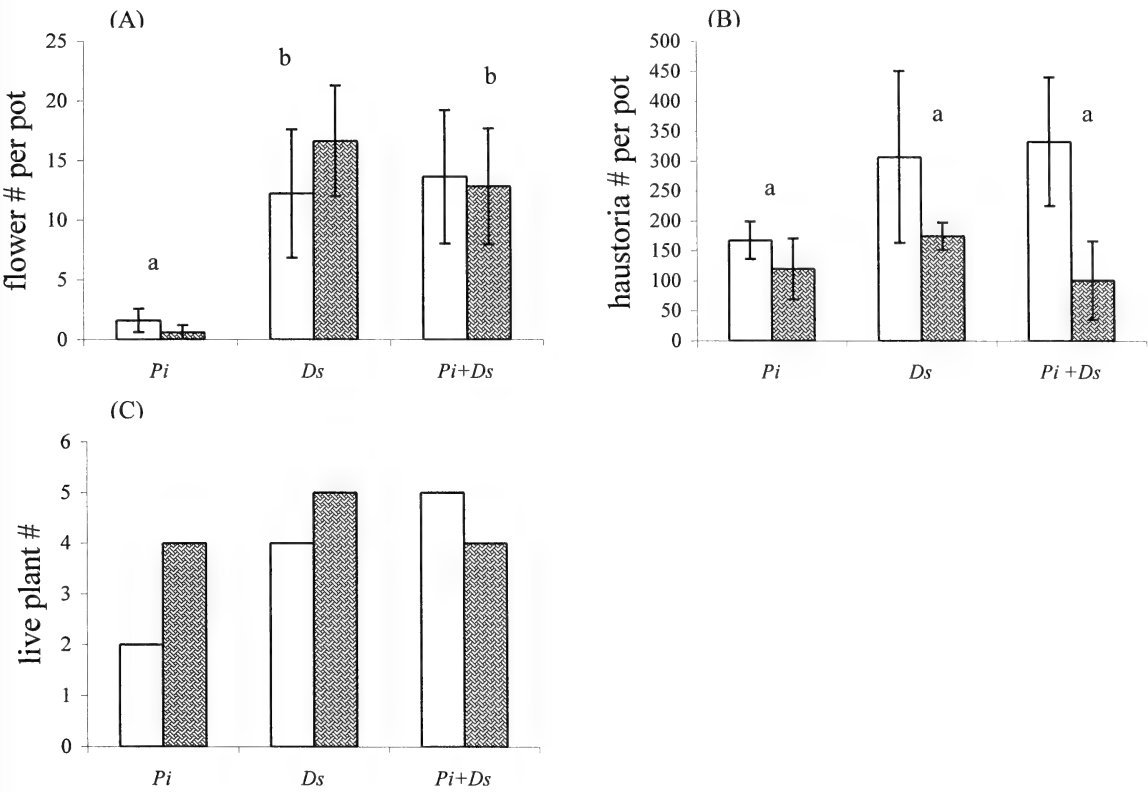 (A)
flower # per pot
25
20
15
10
5
0
a
b
b
Pi
Ds
Pi+Ds
(B)
haustoria # per pot
500
450
400
350
300
250
200
150
100
50
0
a
a
a
Pi
Ds
Pi +Ds
(C)
live plant #
6
5
4
3
2
1
0
Pi
Ds
Pi+Ds